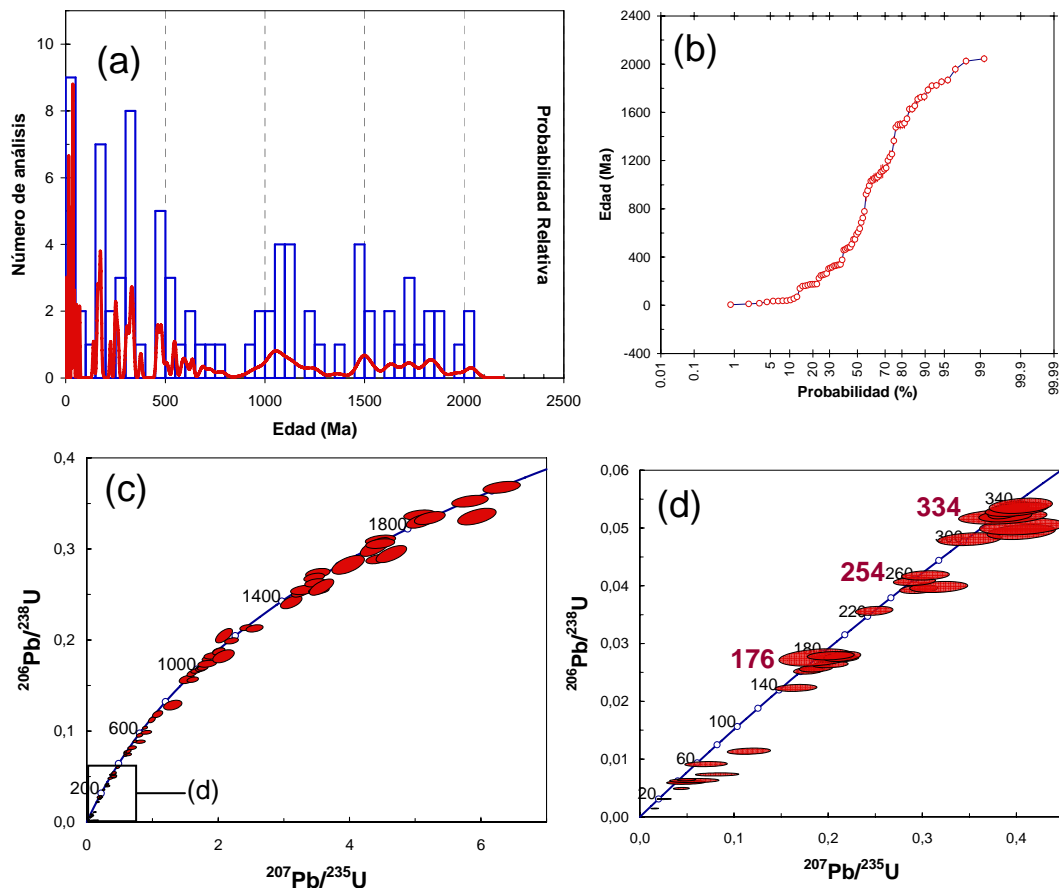 (a)
10
8
6
4
2
0
Número de análisis
Probabilidad Relativa
0 500 1000 1500 2000 2500
Edad (Ma)
(b)
2400
2000
1600
1200
800
400
0
-400
Edad (Ma)
0.01 0.1 1 5 10 20 30 50 70 80 90 95 99 99.9 99.99
Probabilidad (%)
(c)
0,4
0,3
0,2
0,1
0,0
206Pb/238U
1800
1400
1000
600
200
(d)
0 2 4 6
207Pb/235U
(d)
0,06
0,05
0,04
0,03
0,02
0,01
0,00
206Pb/238U
334
340
300
254
260
220
176
180
140
100
60
20
0,0 0,1 0,2 0,3 0,4
207Pb/235U